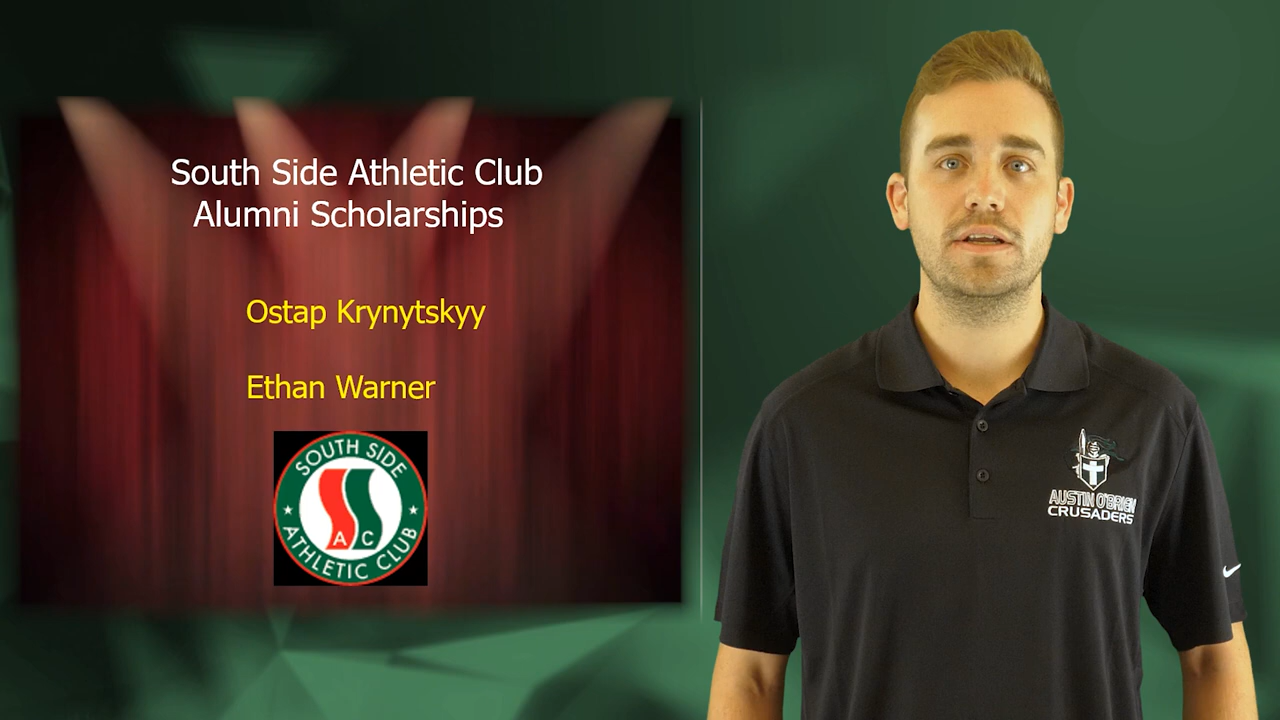 South Side Athletic Club
Alumni Scholarships
Ostap Krynytskyy
Ethan Warner
SOUTH SIDE
A C
ATHLETIC CLUB
AUSTIN O'BRIEN
CRUSADERS